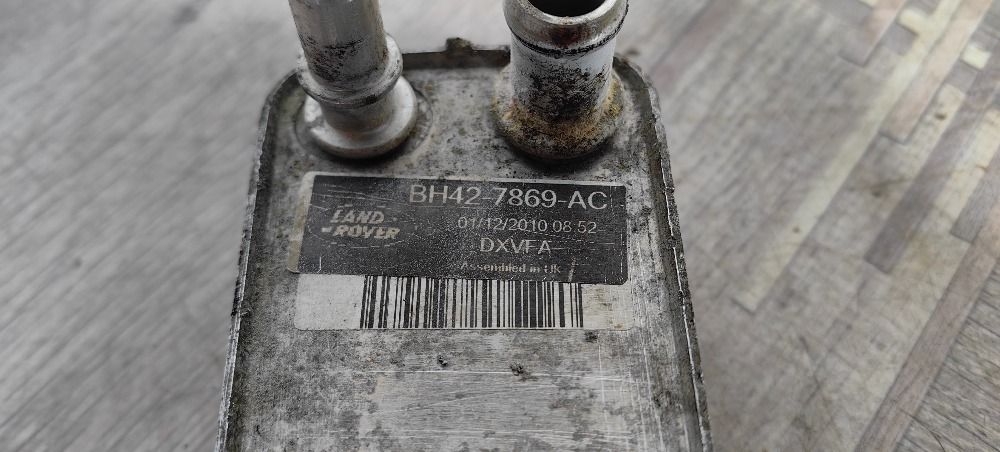 BH42-7869-AC
01/12/2010 08 52
LAND
-ROVER
DXVFA
Assembled in UK